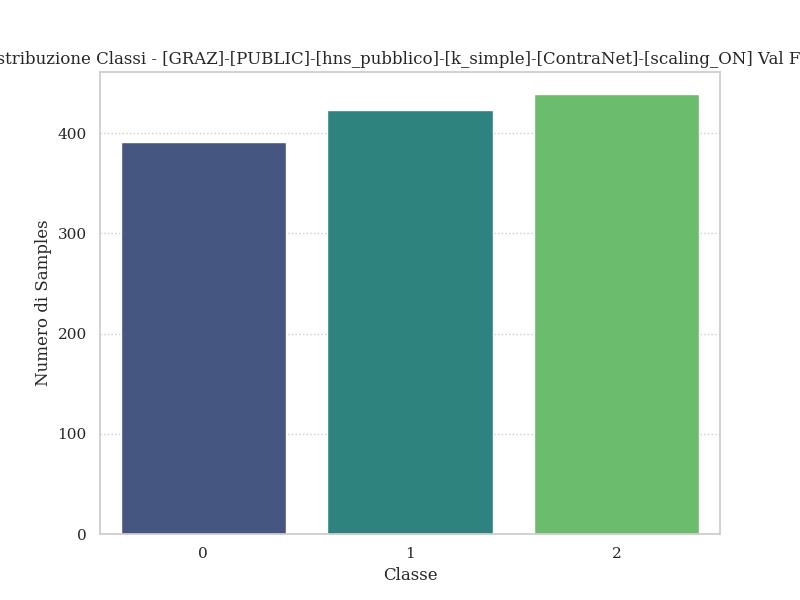 stribuzione Classi - [GRAZ]-[PUBLIC]-[hns_pubblico]-[k_simple]-[ContraNet]-[scaling_ON] Val F
400
300
200
100
0
Numero di Samples
0 1 2
Classe